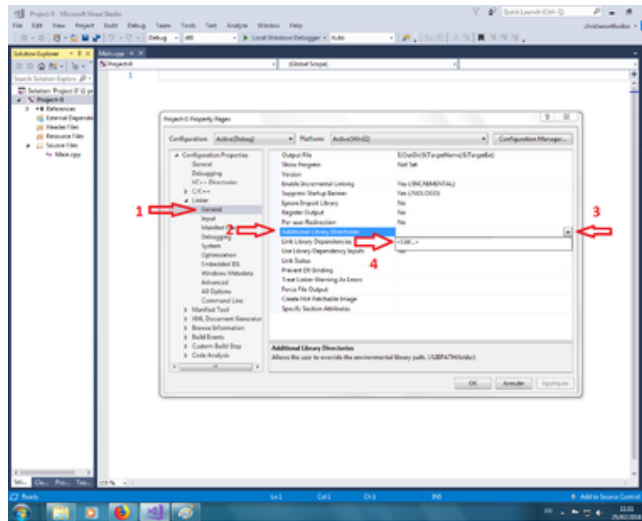 Project-0 - Microsoft Visual Studio
Quick Launch (Ctrl+Q)
File Edit View Project Build Debug Team Tools Test Analyze Window Help
Debug
Local Windows Debugger
Auto
Solution Explorer
Main.cpp
Project-0
(Global Scope)
1
Search Solution Explorer
Solution 'Project-0'
Project-0
References
External Depende
Header Files
Resource Files
Source Files
Main.cpp
Project-0 Property Pages
Configuration: Active(Debug)
Platform: Active(Win32)
Configuration Manager...
Configuration Properties
General
Debugging
VC++ Directories
C/C++
Linker
General
Input
Manifest
Debugging
System
Optimization
Embedded IDL
Windows Metadata
Advanced
All Options
Command Line
Manifest Tool
XML Document Generator
Browse Information
Build Events
Custom Build Step
Code Analysis
Output File $(OutDir)$(TargetName)$(TargetExt)
Show Progress Not Set
Version
Enable Incremental Linking Yes (/INCREMENTAL)
Suppress Startup Banner Yes (/NOLOGO)
Ignore Import Library No
Register Output No
Per-user Redirection No
Additional Library Directories
Link Library Dependencies <Edit...>
Use Library Dependency Inputs No
Link Status
Prevent Dll Binding
Treat Linker Warning As Errors
Force File Output
Create Hot Patchable Image
Specify Section Attributes
1
2
3
4
Additional Library Directories
Allows the user to override the environmental library path. (/LIBPATH:folder)
OK Annuler Appliquer
121 %
Ready
Ln 1 Col 1 Ch 1 INS
Add to Source Control
FR